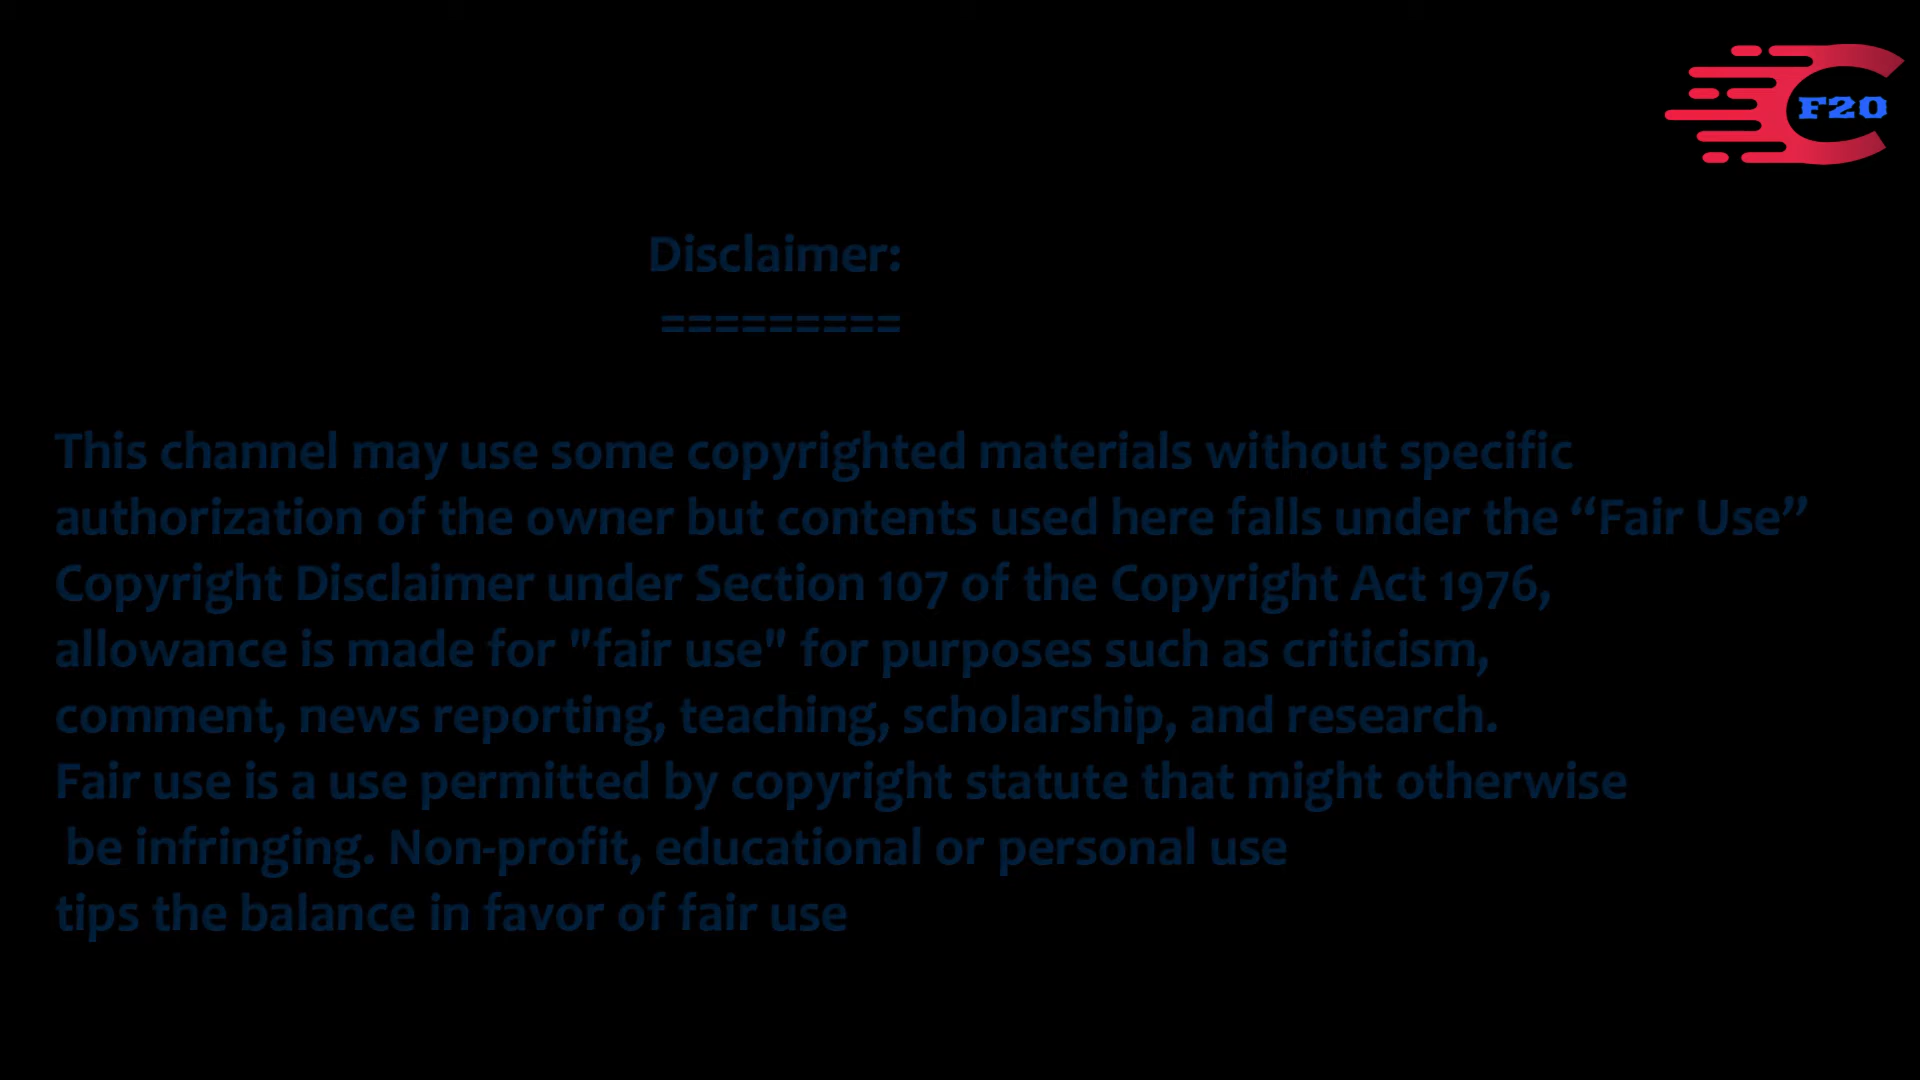 F20
Disclaimer:
=========
This channel may use some copyrighted materials without specific
authorization of the owner but contents used here falls under the “Fair Use”
Copyright Disclaimer under Section 107 of the Copyright Act 1976,
allowance is made for "fair use" for purposes such as criticism,
comment, news reporting, teaching, scholarship, and research.
Fair use is a use permitted by copyright statute that might otherwise
be infringing. Non-profit, educational or personal use
tips the balance in favor of fair use